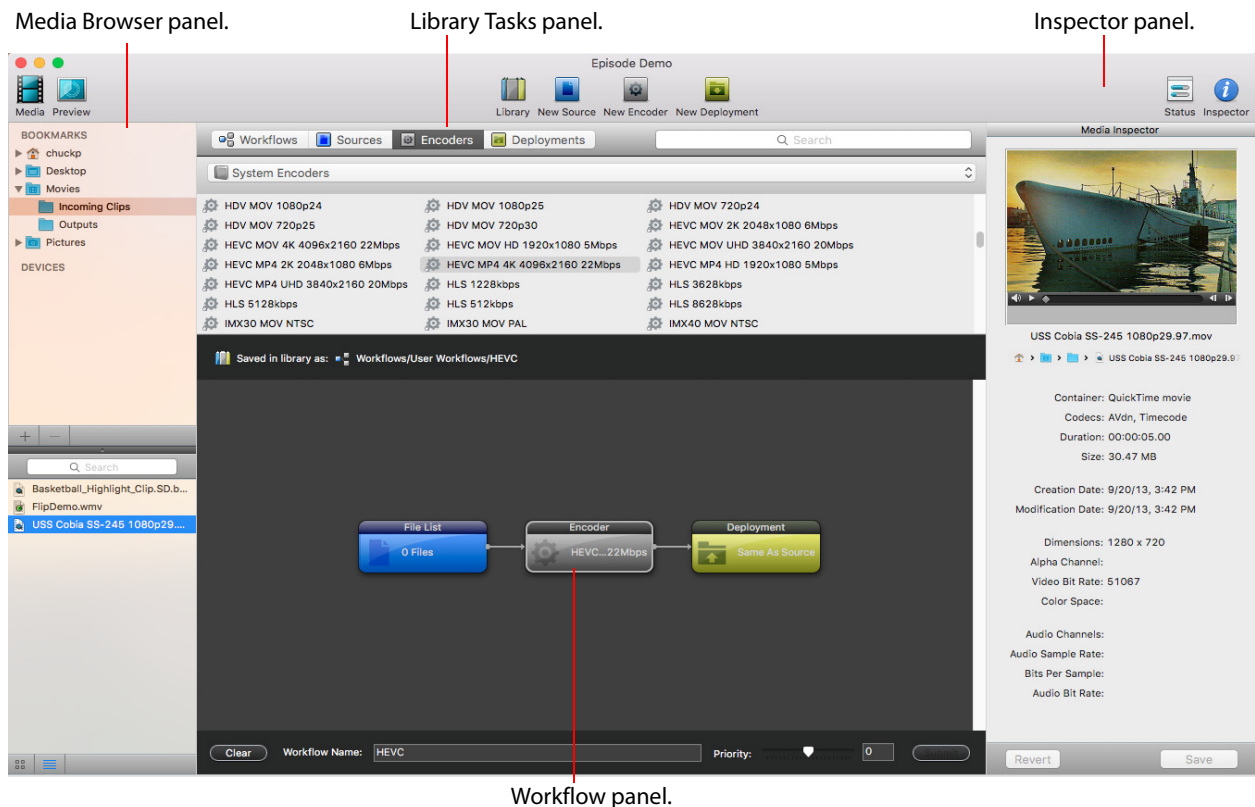 Media Browser panel.
Library Tasks panel.
Inspector panel.
Episode Demo
Media Preview
Library New Source New Encoder New Deployment
Status Inspector
BOOKMARKS
chuckp
Desktop
Movies
Incoming Clips
Outputs
Pictures
DEVICES
Search
Basketball_Highlight_Clip.SD.b...
FlipDemo.wmv
USS Cobia SS-245 1080p29....
Workflows Sources Encoders Deployments Search
System Encoders
HDV MOV 1080p24 HDV MOV 1080p25 HDV MOV 720p24
HDV MOV 720p25 HDV MOV 720p30 HEVC MOV 2K 2048x1080 6Mbps
HEVC MOV 4K 4096x2160 22Mbps HEVC MOV HD 1920x1080 5Mbps HEVC MOV UHD 3840x2160 20Mbps
HEVC MP4 2K 2048x1080 6Mbps HEVC MP4 4K 4096x2160 22Mbps HEVC MP4 HD 1920x1080 5Mbps
HEVC MP4 UHD 3840x2160 20Mbps HLS 1228kbps HLS 3628kbps
HLS 5128kbps HLS 512kbps HLS 8628kbps
IMX30 MOV NTSC IMX30 MOV PAL IMX40 MOV NTSC
Saved in library as: Workflows/User Workflows/HEVC
File List Encoder Deployment
0 Files HEVC...22Mbps Same As Source
Clear Workflow Name: HEVC Priority: 0 Submit
Media Inspector
USS Cobia SS-245 1080p29.97.mov
USS Cobia SS-245 1080p29.97
Container: QuickTime movie
Codecs: AVdn, Timecode
Duration: 00:00:05.00
Size: 30.47 MB
Creation Date: 9/20/13, 3:42 PM
Modification Date: 9/20/13, 3:42 PM
Dimensions: 1280 x 720
Alpha Channel:
Video Bit Rate: 51067
Color Space:
Audio Channels:
Audio Sample Rate:
Bits Per Sample:
Audio Bit Rate:
Revert Save
Workflow panel.